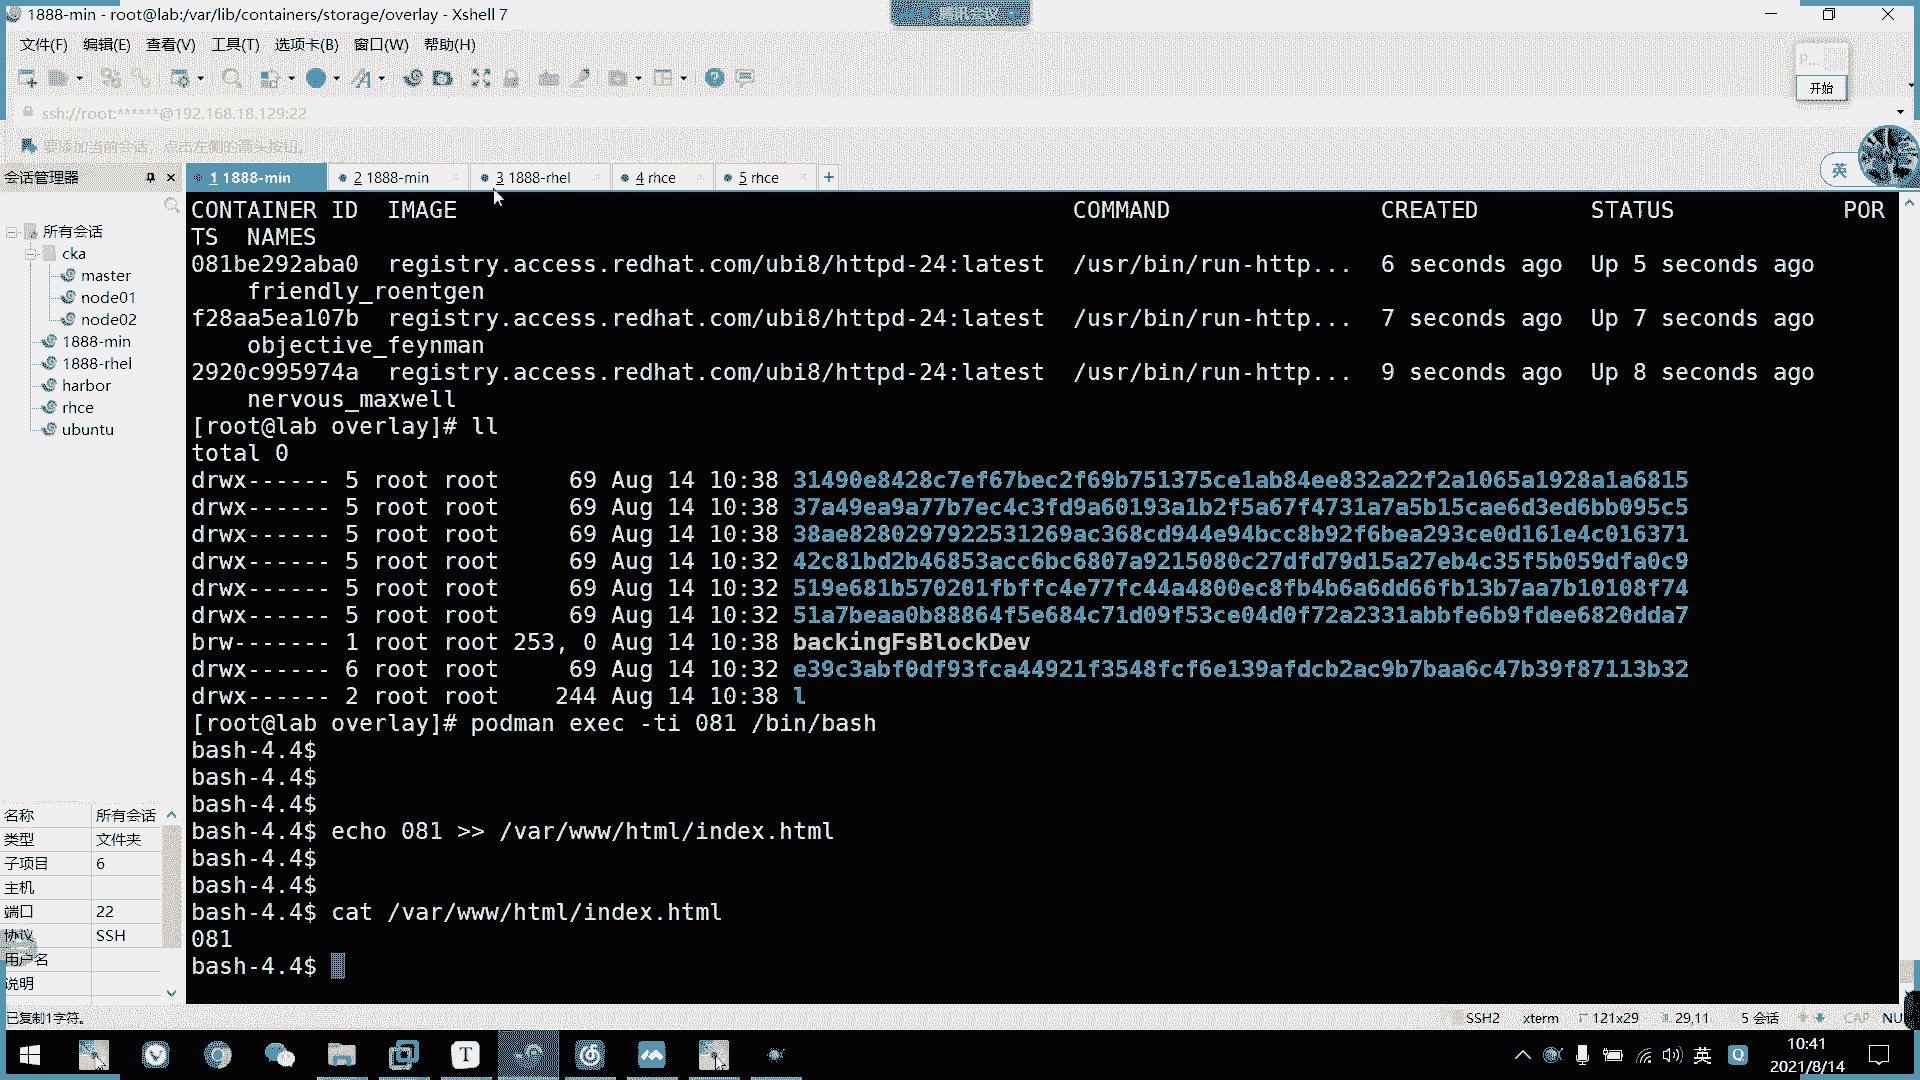 1888-min - root@lab:/var/lib/containers/storage/overlay - Xshell 7
腾讯会议
文件(F) 编辑(E) 查看(V) 工具(T) 选项卡(B) 窗口(W) 帮助(H)
P...
开始
ssh://root:******@192.168.18.129:22
要添加当前会话，点击左侧的箭头按钮。
会话管理器
1 1888-min
2 1888-min
3 1888-rhel
4 rhce
5 rhce
英
所有会话
cka
master
node01
node02
1888-min
1888-rhel
harbor
rhce
ubuntu
CONTAINER ID  IMAGE                                            COMMAND               CREATED        STATUS            POR
TS  NAMES
081be292aba0  registry.access.redhat.com/ubi8/httpd-24:latest  /usr/bin/run-http...  6 seconds ago  Up 5 seconds ago
    friendly_roentgen
f28aa5ea107b  registry.access.redhat.com/ubi8/httpd-24:latest  /usr/bin/run-http...  7 seconds ago  Up 7 seconds ago
    objective_feynman
2920c995974a  registry.access.redhat.com/ubi8/httpd-24:latest  /usr/bin/run-http...  9 seconds ago  Up 8 seconds ago
    nervous_maxwell
[root@lab overlay]# ll
total 0
drwx------ 5 root root     69 Aug 14 10:38 31490e8428c7ef67bec2f69b751375ce1ab84ee832a22f2a1065a1928a1a6815
drwx------ 5 root root     69 Aug 14 10:38 37a49ea9a77b7ec4c3fd9a60193a1b2f5a67f4731a7a5b15cae6d3ed6bb095c5
drwx------ 5 root root     69 Aug 14 10:38 38ae8280297922531269ac368cd944e94bcc8b92f6bea293ce0d161e4c016371
drwx------ 5 root root     69 Aug 14 10:32 42c81bd2b46853acc6bc6807a9215080c27dfd79d15a27eb4c35f5b059dfa0c9
drwx------ 5 root root     69 Aug 14 10:32 519e681b570201fbffc4e77fc44a4800ec8fb4b6a6dd66fb13b7aa7b10108f74
drwx------ 5 root root     69 Aug 14 10:32 51a7beaa0b88864f5e684c71d09f53ce04d0f72a2331abbfe6b9fdee6820dda7
brw------- 1 root root 253, 0 Aug 14 10:38 backingFsBlockDev
drwx------ 6 root root     69 Aug 14 10:32 e39c3abf0df93fca44921f3548fcf6e139afdcb2ac9b7baa6c47b39f87113b32
drwx------ 2 root root    244 Aug 14 10:38 l
[root@lab overlay]# podman exec -ti 081 /bin/bash
bash-4.4$
bash-4.4$
bash-4.4$
bash-4.4$ echo 081 >> /var/www/html/index.html
bash-4.4$
bash-4.4$
bash-4.4$ cat /var/www/html/index.html
081
bash-4.4$
名称 所有会话
类型 文件夹
子项目 6
主机
端口 22
协议 SSH
用户名
说明
已复制1字符。
SSH2 xterm 121x29 29,11 5 会话 CAP NU
英
10:41
2021/8/14